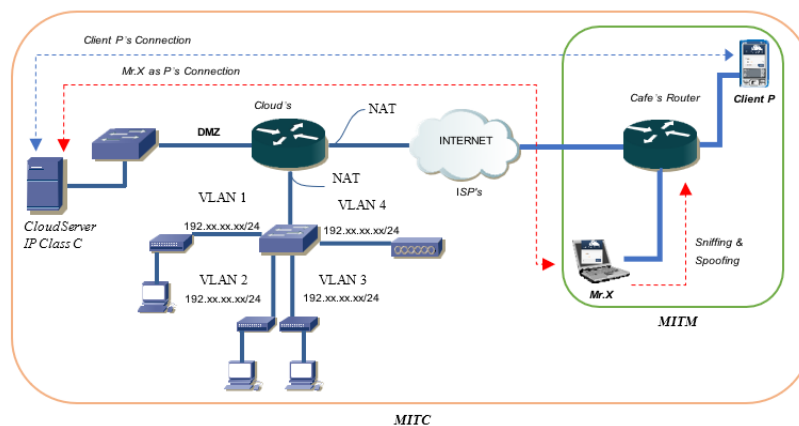 Client P's Connection
Mr.X as P's Connection
Cloud's
NAT
DMZ
INTERNET
ISP's
Cafe's Router
Client P
CloudServer
IP Class C
NAT
VLAN 1
192.xx.xx.xx/24
VLAN 4
192.xx.xx.xx/24
VLAN 2
192.xx.xx.xx/24
VLAN 3
192.xx.xx.xx/24
Sniffing &
Spoofing
Mr.X
MITM
MITC